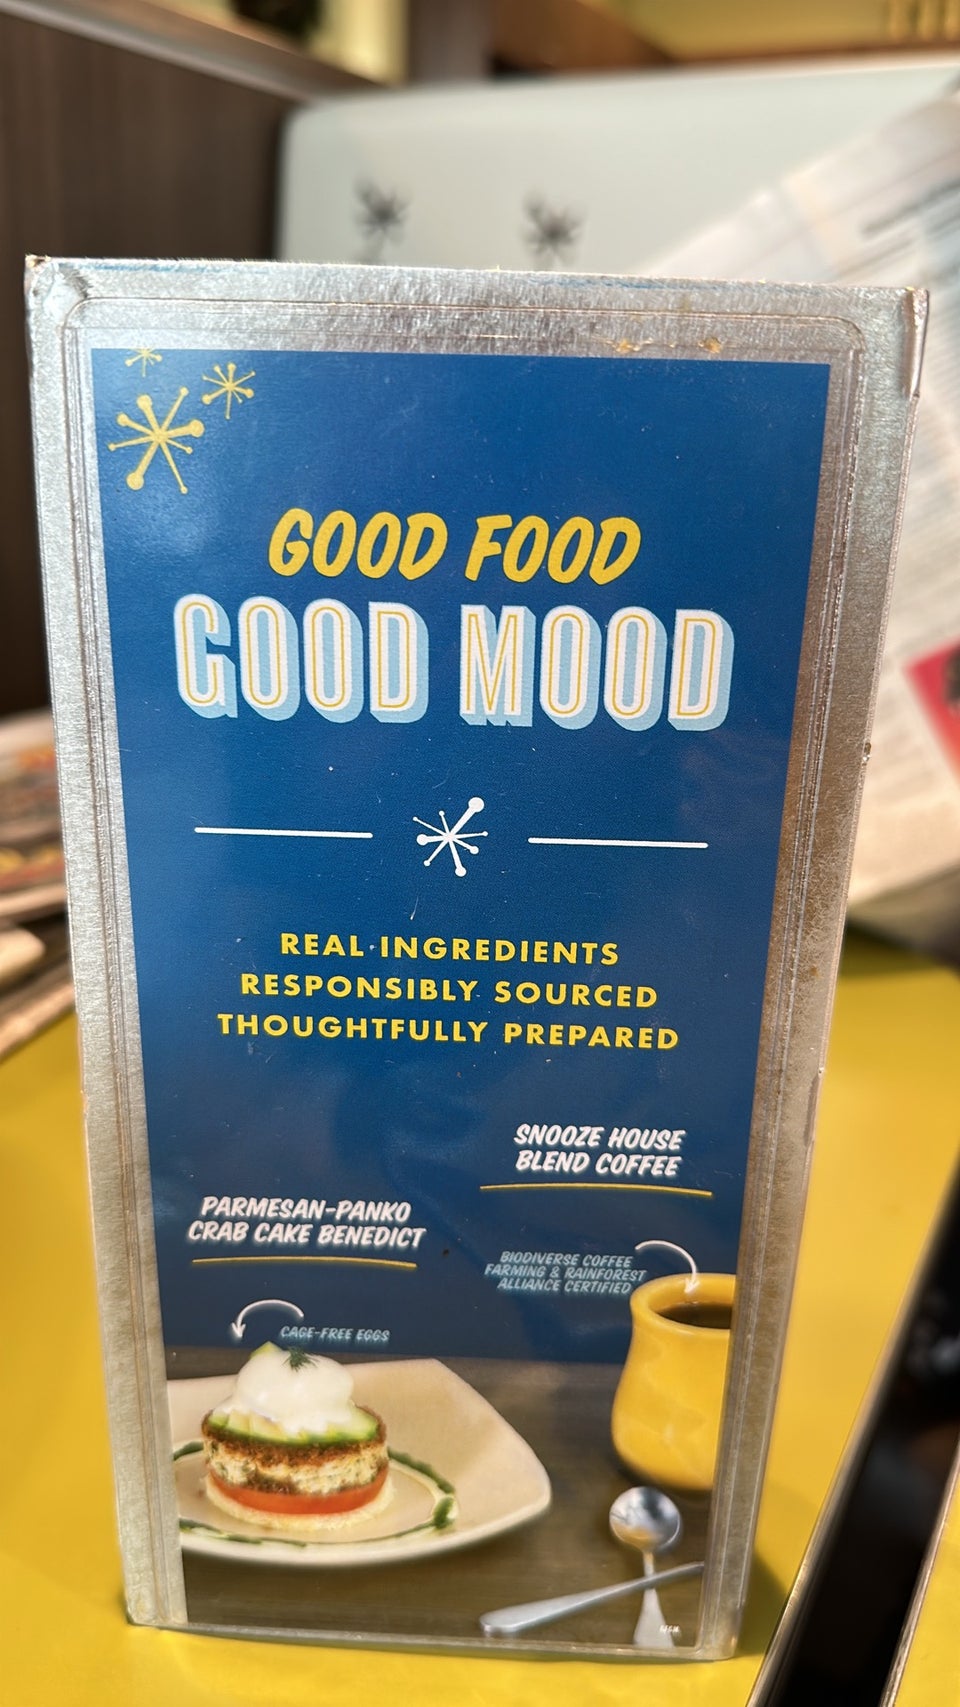 GOOD FOOD
GOOD MOOD
REAL INGREDIENTS
RESPONSIBLY SOURCED
THOUGHTFULLY PREPARED
SNOOZE HOUSE
BLEND COFFEE
PARMESAN-PANKO
CRAB CAKE BENEDICT
BIODIVERSE COFFEE
FARMING & RAINFOREST
ALLIANCE CERTIFIED
CAGE-FREE EGGS